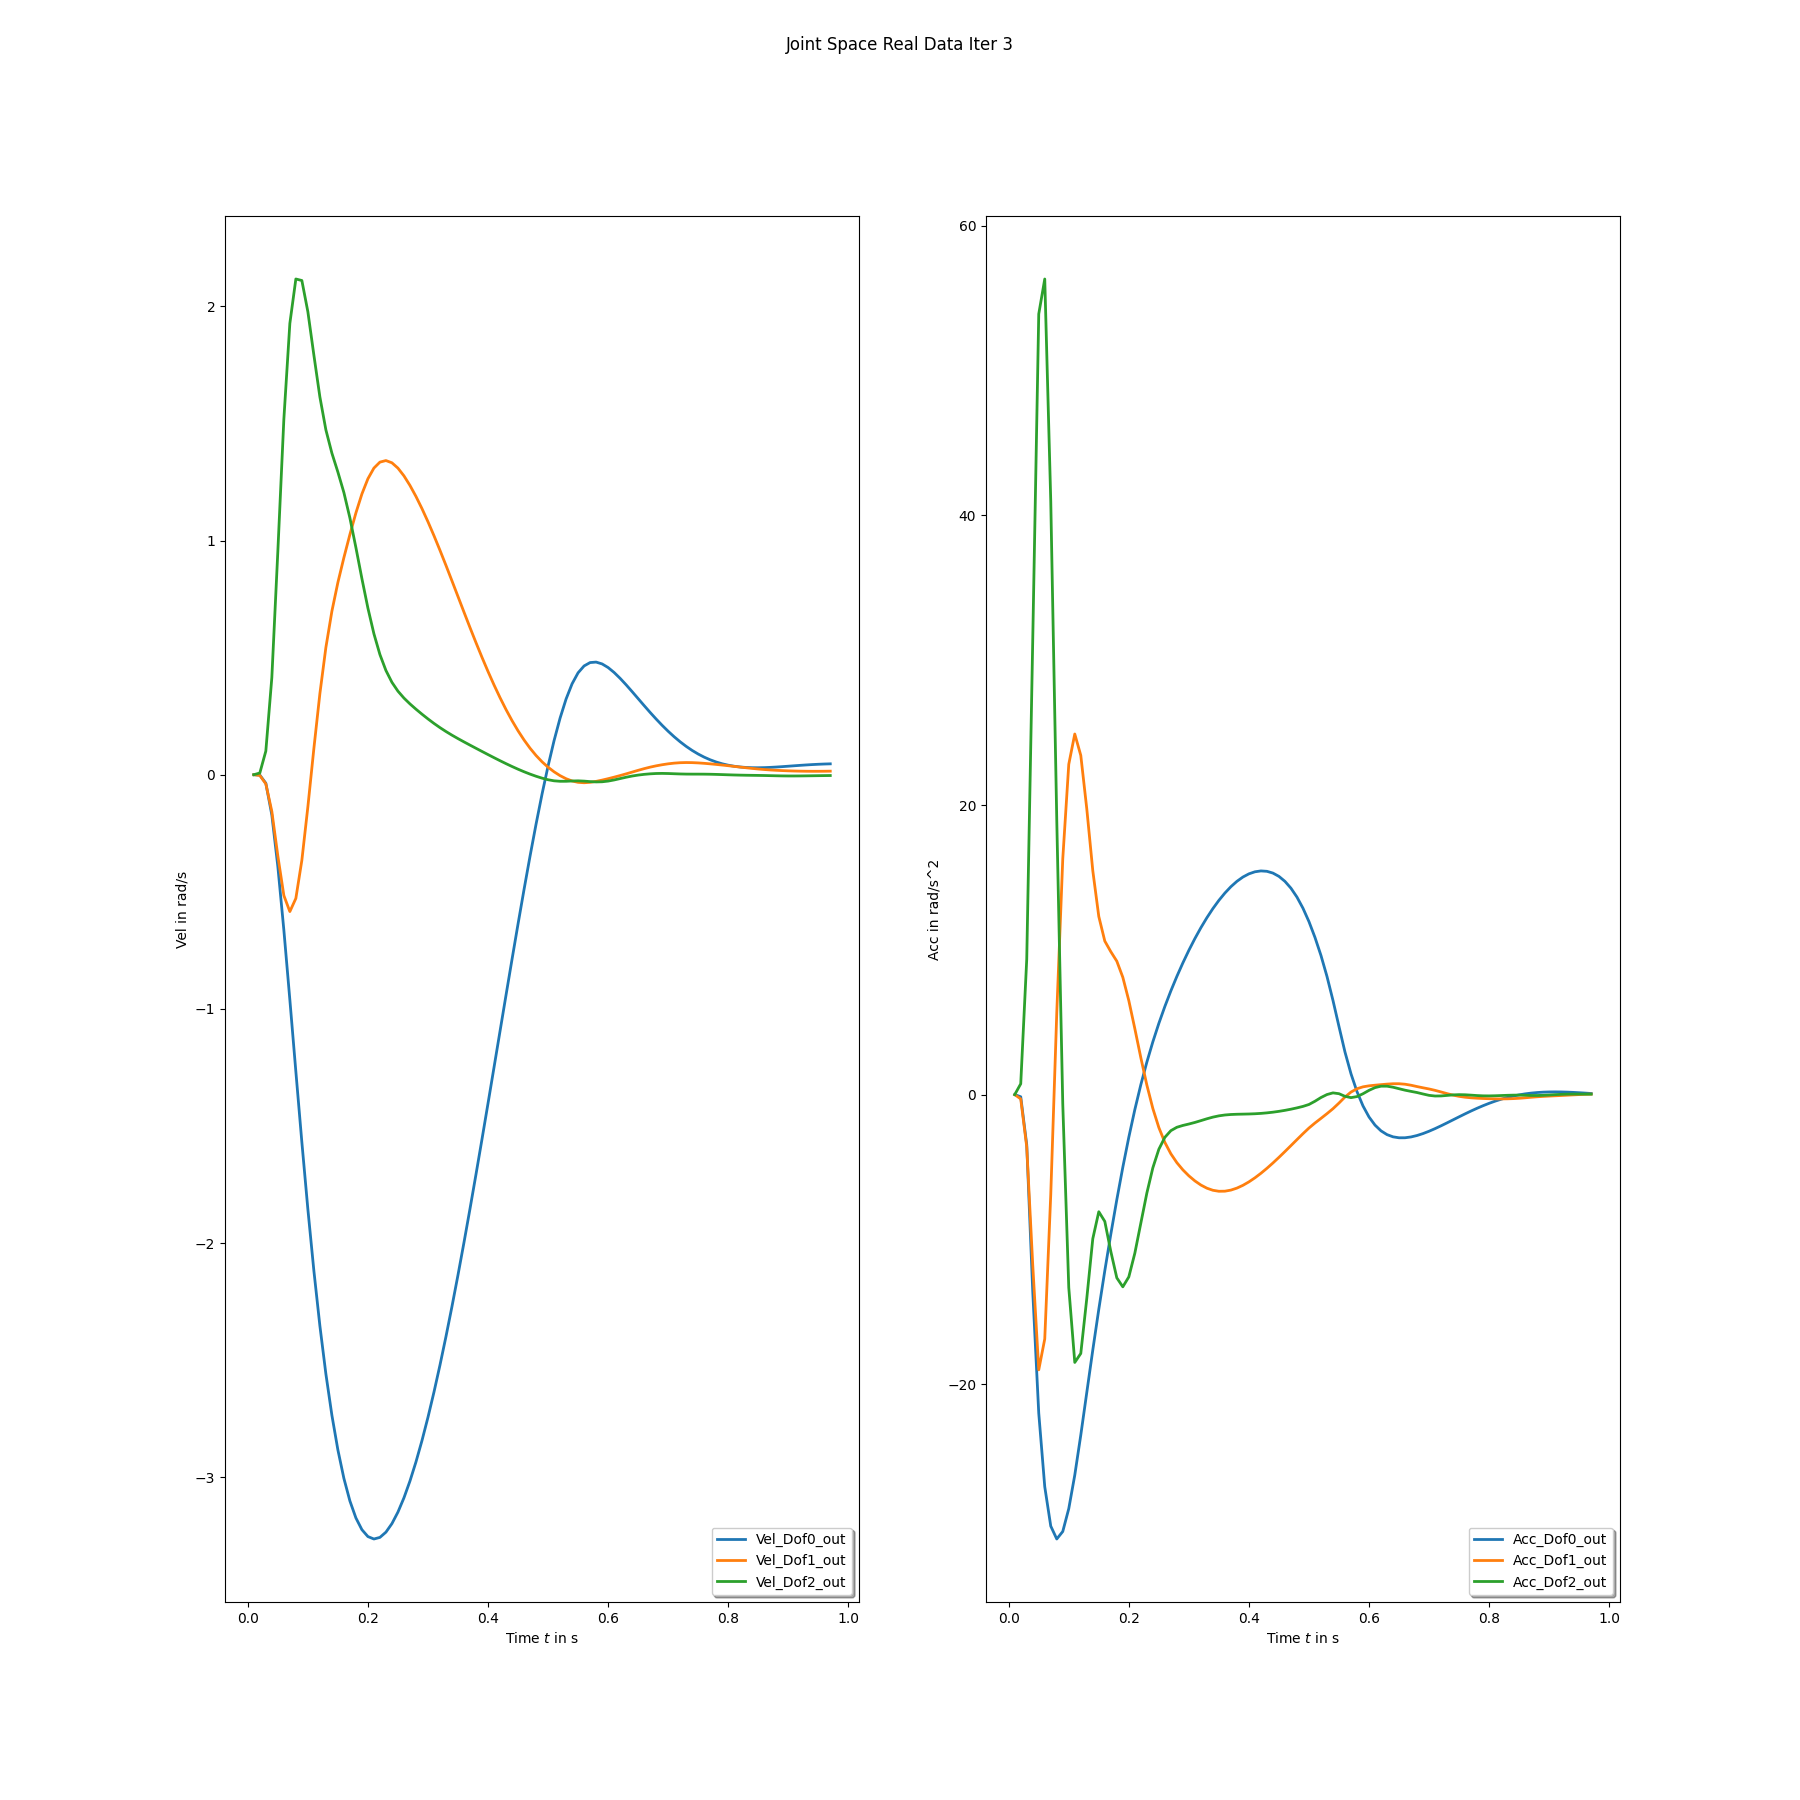 Joint Space Real Data Iter 3
Vel in rad/s
2
1
0
−1
−2
−3
0.0 0.2 0.4 0.6 0.8 1.0
Time t in s
Vel_Dof0_out
Vel_Dof1_out
Vel_Dof2_out
Acc in rad/s^2
60
40
20
0
−20
0.0 0.2 0.4 0.6 0.8 1.0
Time t in s
Acc_Dof0_out
Acc_Dof1_out
Acc_Dof2_out